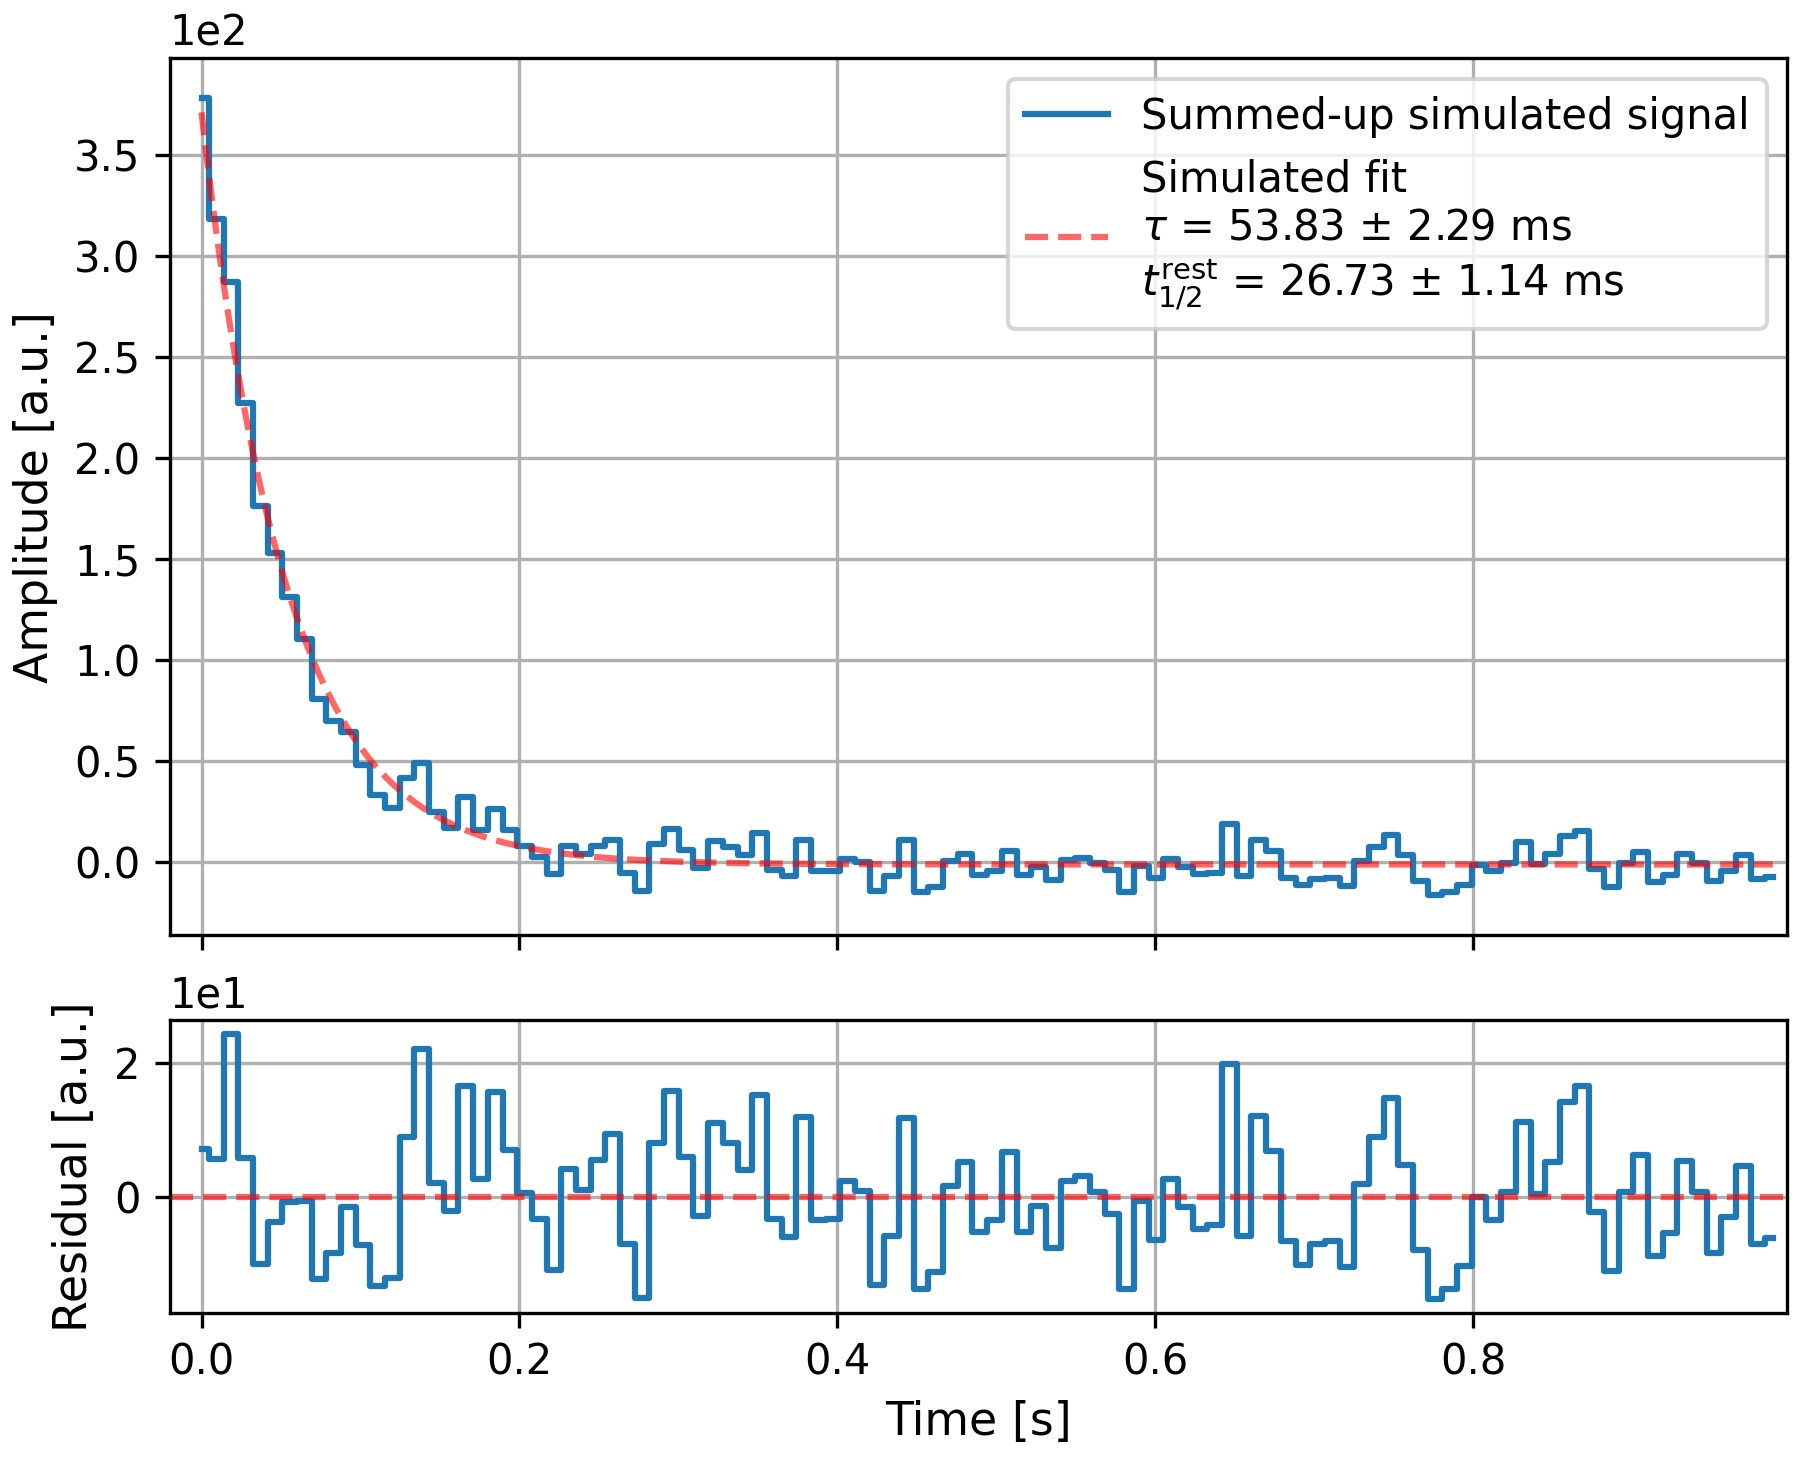 1e2
Amplitude [a.u.]
3.5
3.0
2.5
2.0
1.5
1.0
0.5
0.0
Summed-up simulated signal
Simulated fit
τ = 53.83 ± 2.29 ms
t_{1/2}^{rest} = 26.73 ± 1.14 ms
1e1
Residual [a.u.]
2
0
0.0 0.2 0.4 0.6 0.8
Time [s]